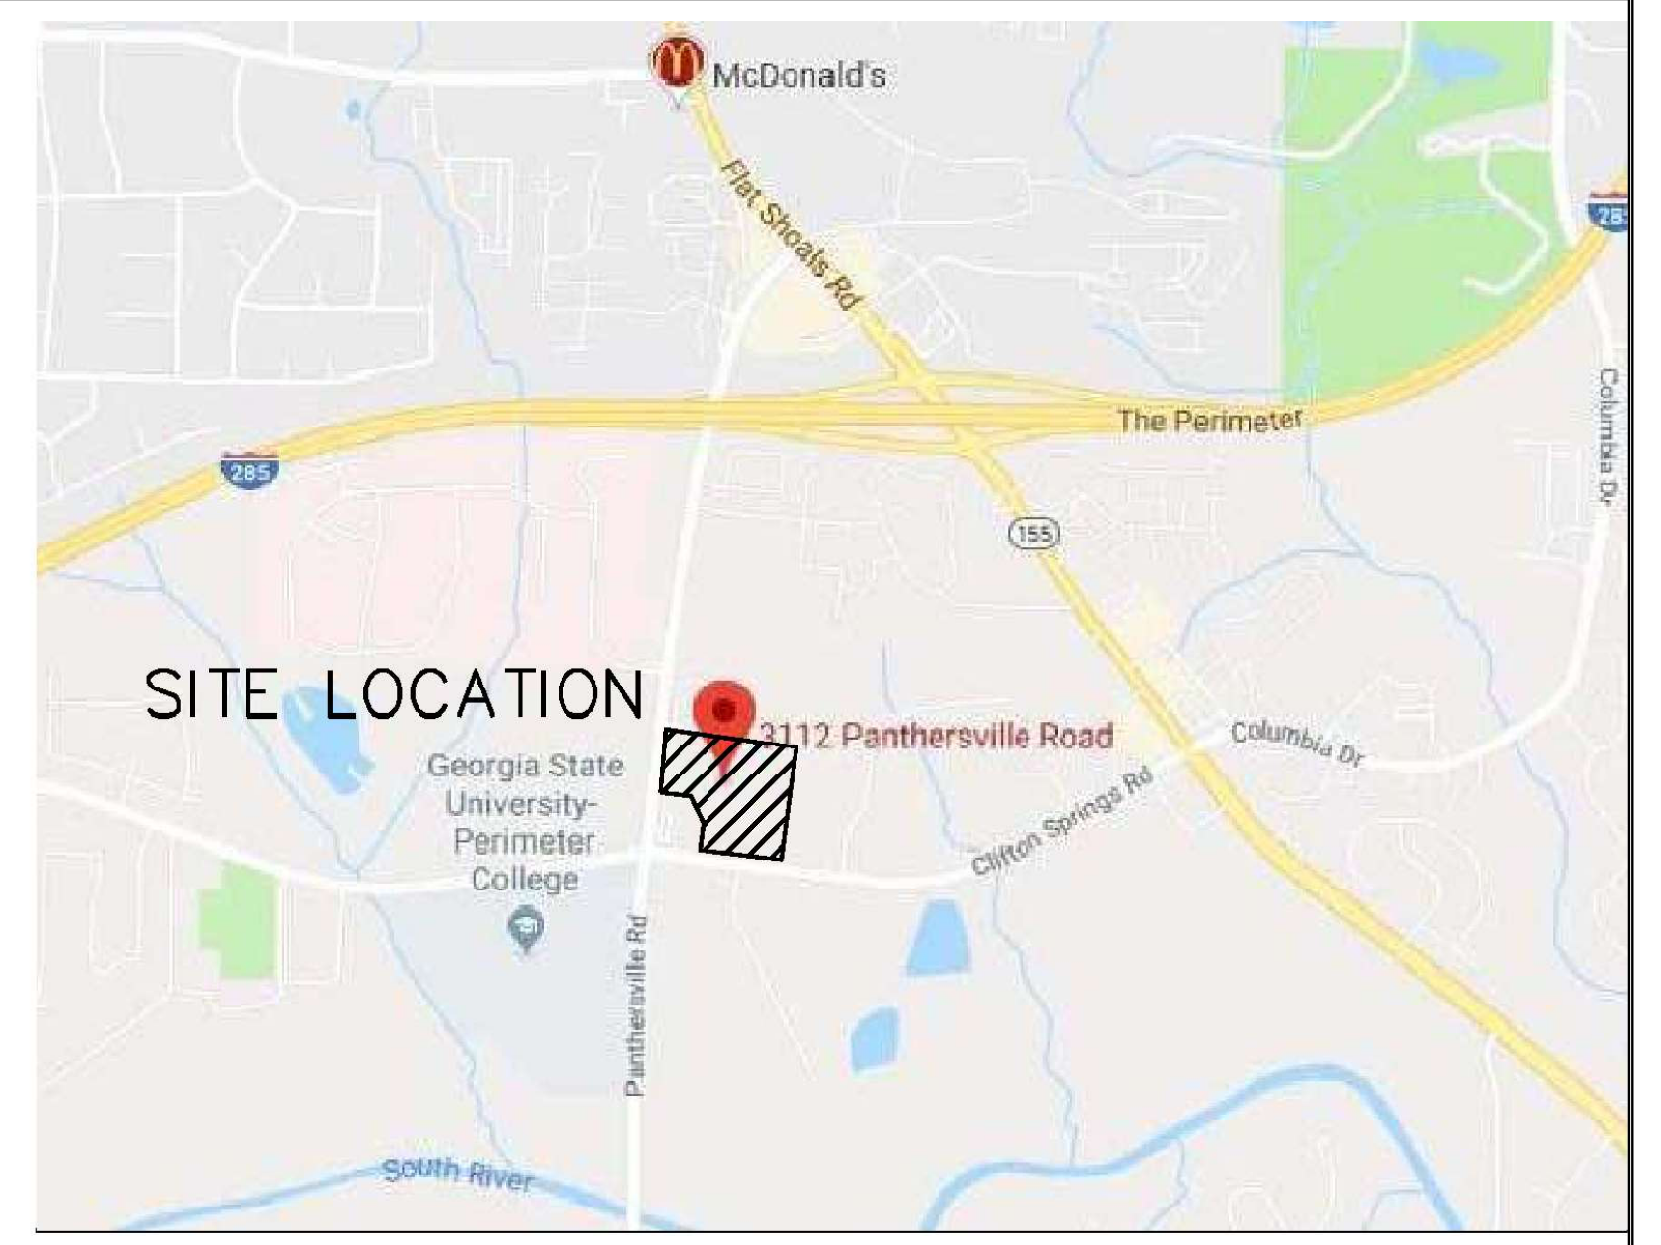 McDonald's
Flat Shoals Rd
28
The Perimeter
Columbia Dr
285
155
SITE LOCATION
3112 Panthersville Road
Columbia Dr
Georgia State
University-
Perimeter
College
Clifton Springs Rd
Panthersville Rd
South River